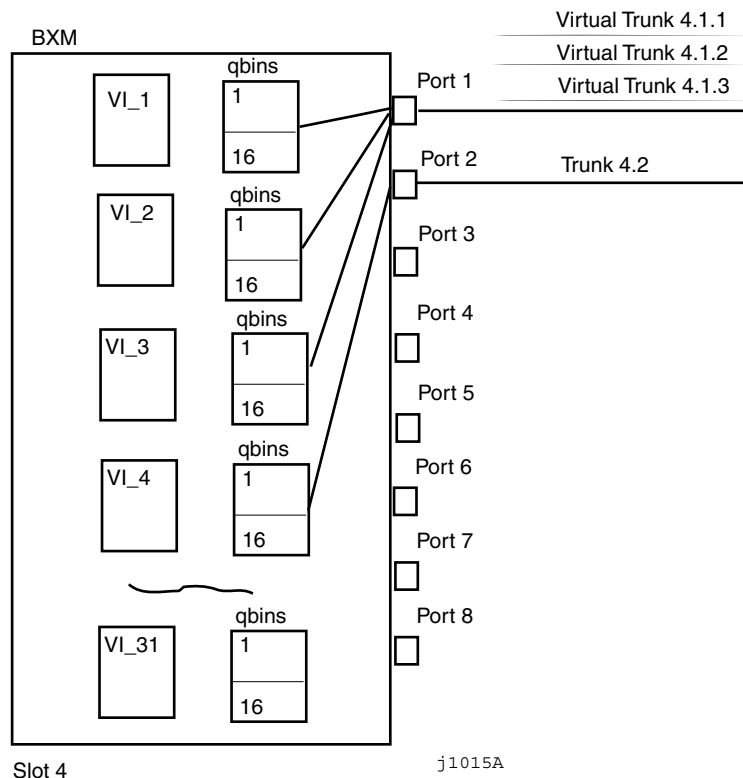 Virtual Trunk 4.1.1
BXM
Virtual Trunk 4.1.2
qbins
Port 1
Virtual Trunk 4.1.3
VI_1
1
16
Port 2
Trunk 4.2
qbins
VI_2
1
16
Port 3
qbins
Port 4
VI_3
1
16
Port 5
qbins
VI_4
1
Port 6
16
Port 7
qbins
Port 8
VI_31
1
16
Slot 4
j1015A